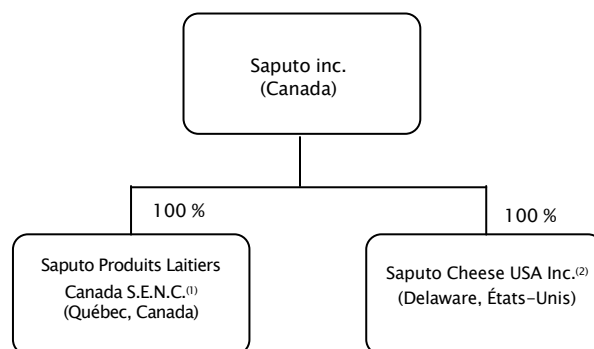 Saputo inc.
(Canada)
100 %
100 %
Saputo Produits Laitiers
Canada S.E.N.C.(1)
(Québec, Canada)
Saputo Cheese USA Inc.(2)
(Delaware, États-Unis)